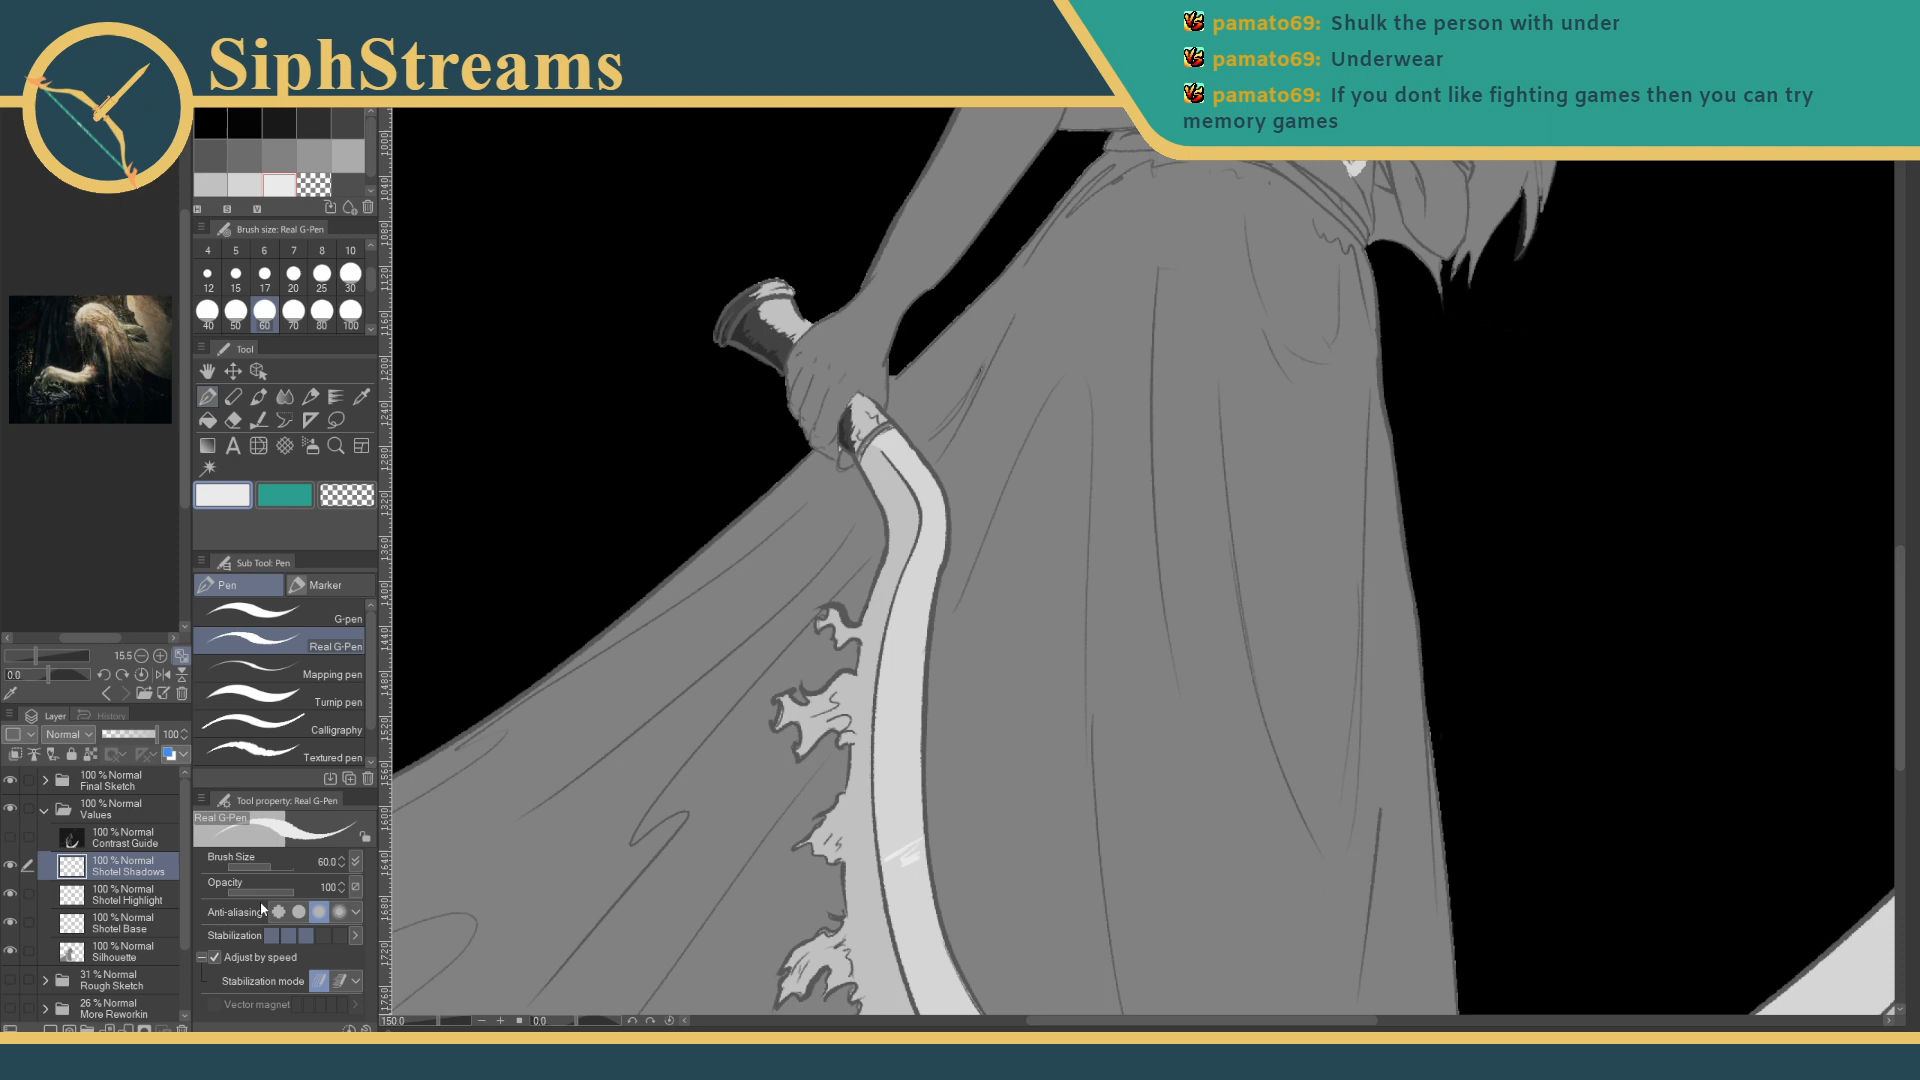 SiphStreams
pamato69: Shulk the person with under
pamato69: Underwear
pamato69: If you dont like fighting games then you can try
memory games
H S V
Brush size: Real G-Pen
4 5 6 7 8 10
12 15 17 20 25 30
40 50 60 70 80 100
Tool
Sub Tool: Pen
Pen Marker
G-pen
Real G-Pen
Mapping pen
Turnip pen
Calligraphy
Textured pen
Tool property: Real G-Pen
Real G-Pen
Brush Size 60.0
Opacity 100
Anti-aliasing
Stabilization
Adjust by speed
Stabilization mode
Vector magnet
15.5
0.0
Layer History
Normal 100
100 % Normal
Final Sketch
100 % Normal
Values
100 % Normal
Contrast Guide
100 % Normal
Shotel Shadows
100 % Normal
Shotel Highlight
100 % Normal
Shotel Base
100 % Normal
Silhouette
31 % Normal
Rough Sketch
26 % Normal
More Reworkin
150.0 0.0